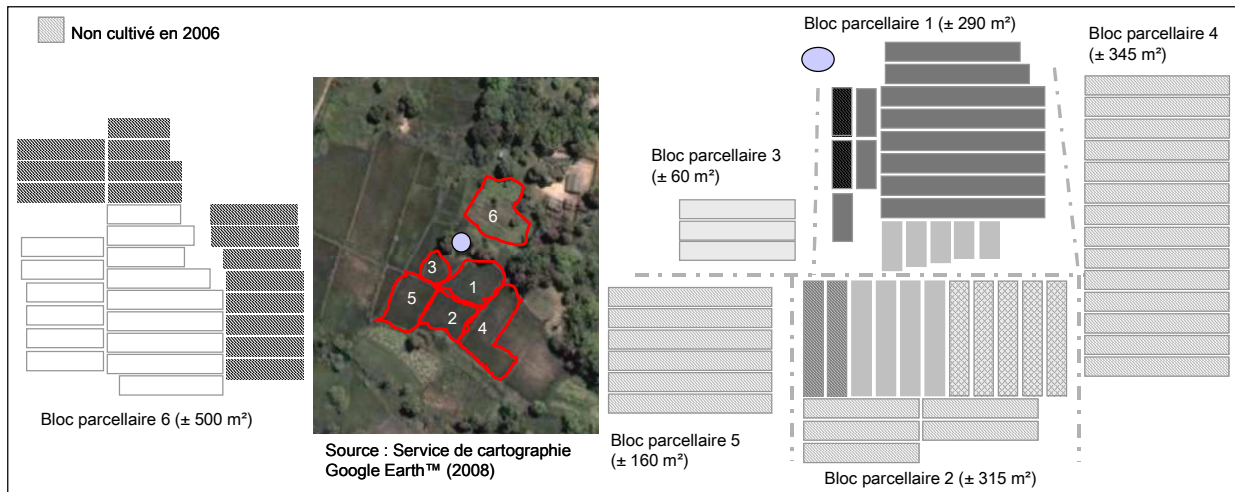 Non cultivé en 2006
Bloc parcellaire 1 (± 290 m²)
Bloc parcellaire 4
(± 345 m²)
Bloc parcellaire 3
(± 60 m²)
6
3
1
5
2
4
Bloc parcellaire 6 (± 500 m²)
Source : Service de cartographie
Google Earth™ (2008)
Bloc parcellaire 5
(± 160 m²)
Bloc parcellaire 2 (± 315 m²)